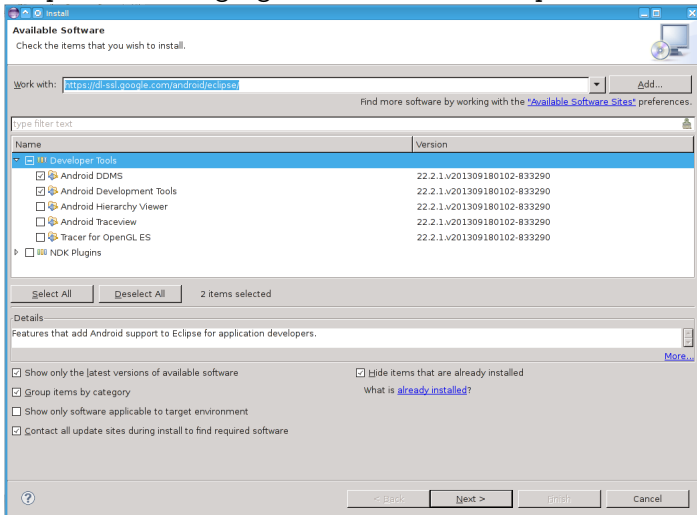 Install
Available Software
Check the items that you wish to install.
Work with: https://dl-ssl.google.com/android/eclipse/ Add...
Find more software by working with the "Available Software Sites" preferences.
type filter text
Name Version
Developer Tools
Android DDMS 22.2.1.v201309180102-833290
Android Development Tools 22.2.1.v201309180102-833290
Android Hierarchy Viewer 22.2.1.v201309180102-833290
Android Traceview 22.2.1.v201309180102-833290
Tracer for OpenGL ES 22.2.1.v201309180102-833290
NDK Plugins
Select All Deselect All 2 items selected
Details
Features that add Android support to Eclipse for application developers.
More...
Show only the latest versions of available software Hide items that are already installed
Group items by category What is already installed?
Show only software applicable to target environment
Contact all update sites during install to find required software
< Back Next > Finish Cancel